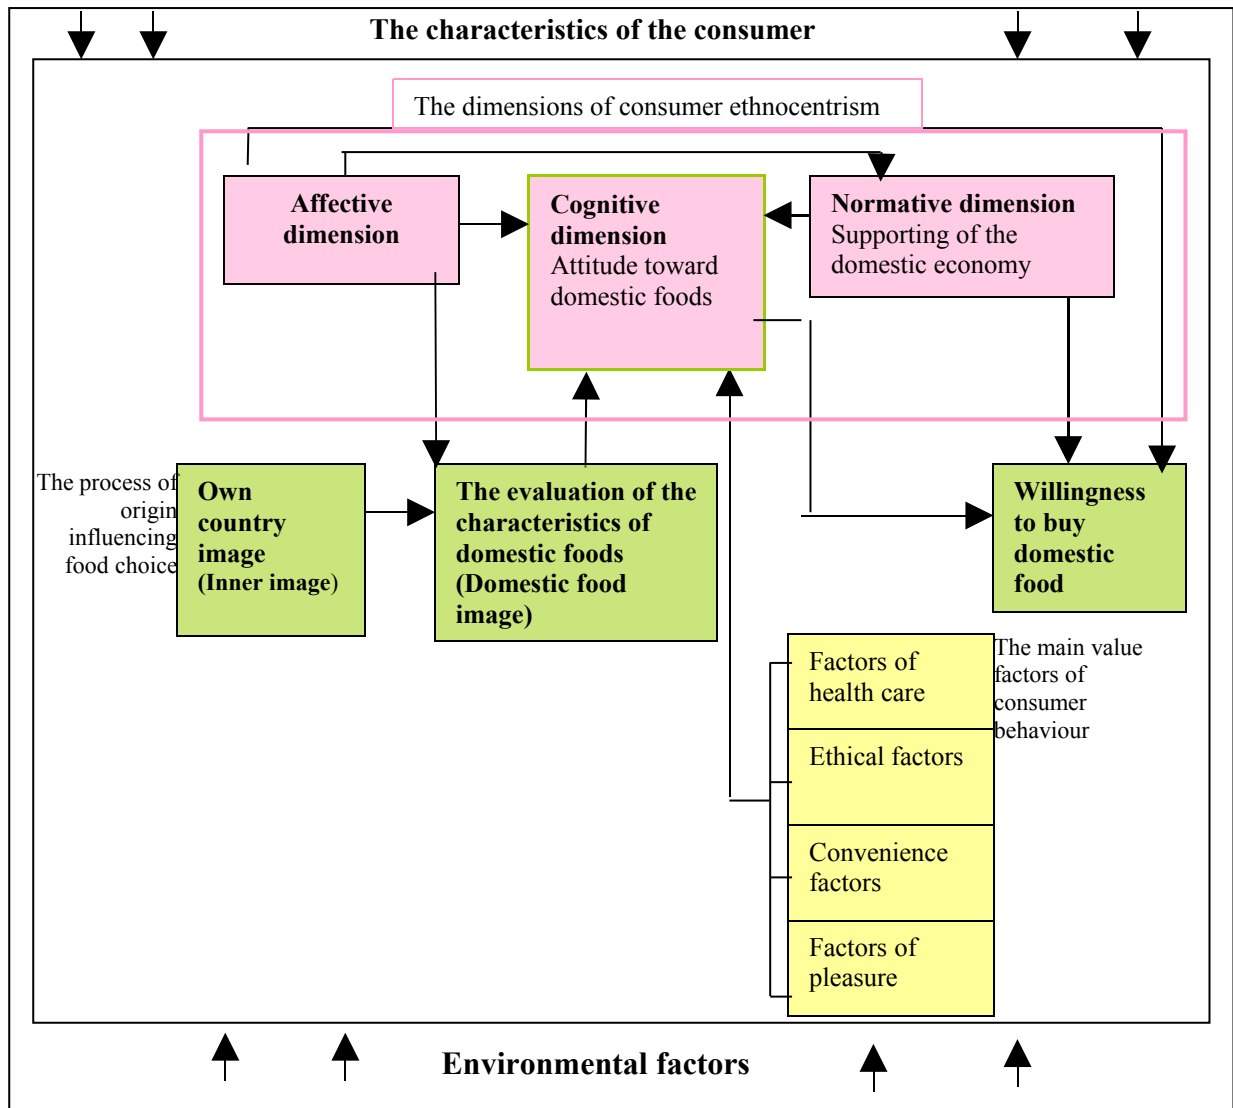 The characteristics of the consumer
The dimensions of consumer ethnocentrism
Affective
dimension
Cognitive
dimension
Attitude toward
domestic foods
Normative dimension
Supporting of the
domestic economy
The process of
origin
influencing
food choice
Own
country
image
(Inner image)
The evaluation of the
characteristics of
domestic foods
(Domestic food
image)
Willingness
to buy
domestic
food
Factors of
health care
Ethical factors
Convenience
factors
Factors of
pleasure
The main value
factors of
consumer
behaviour
Environmental factors